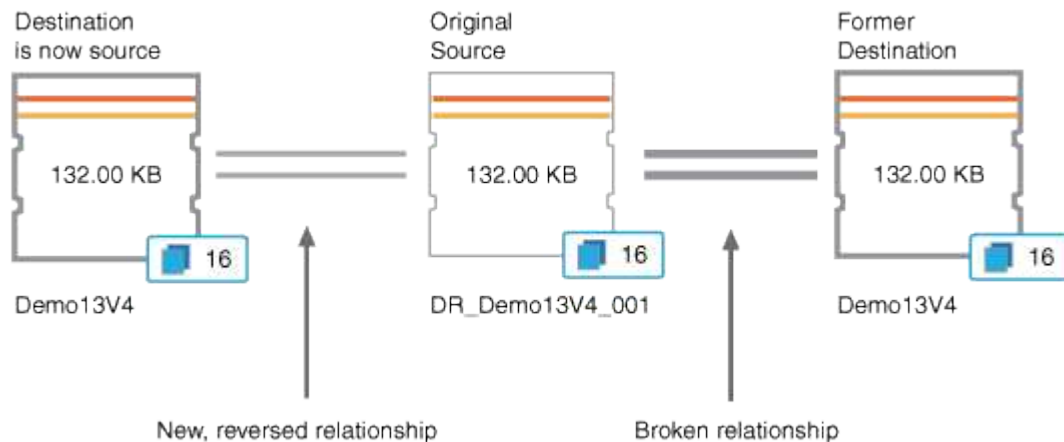 Destination
is now source
Original
Source
Former
Destination
132.00 KB
132.00 KB
132.00 KB
16
16
16
Demo13V4
DR_Demo13V4_001
Demo13V4
New, reversed relationship
Broken relationship